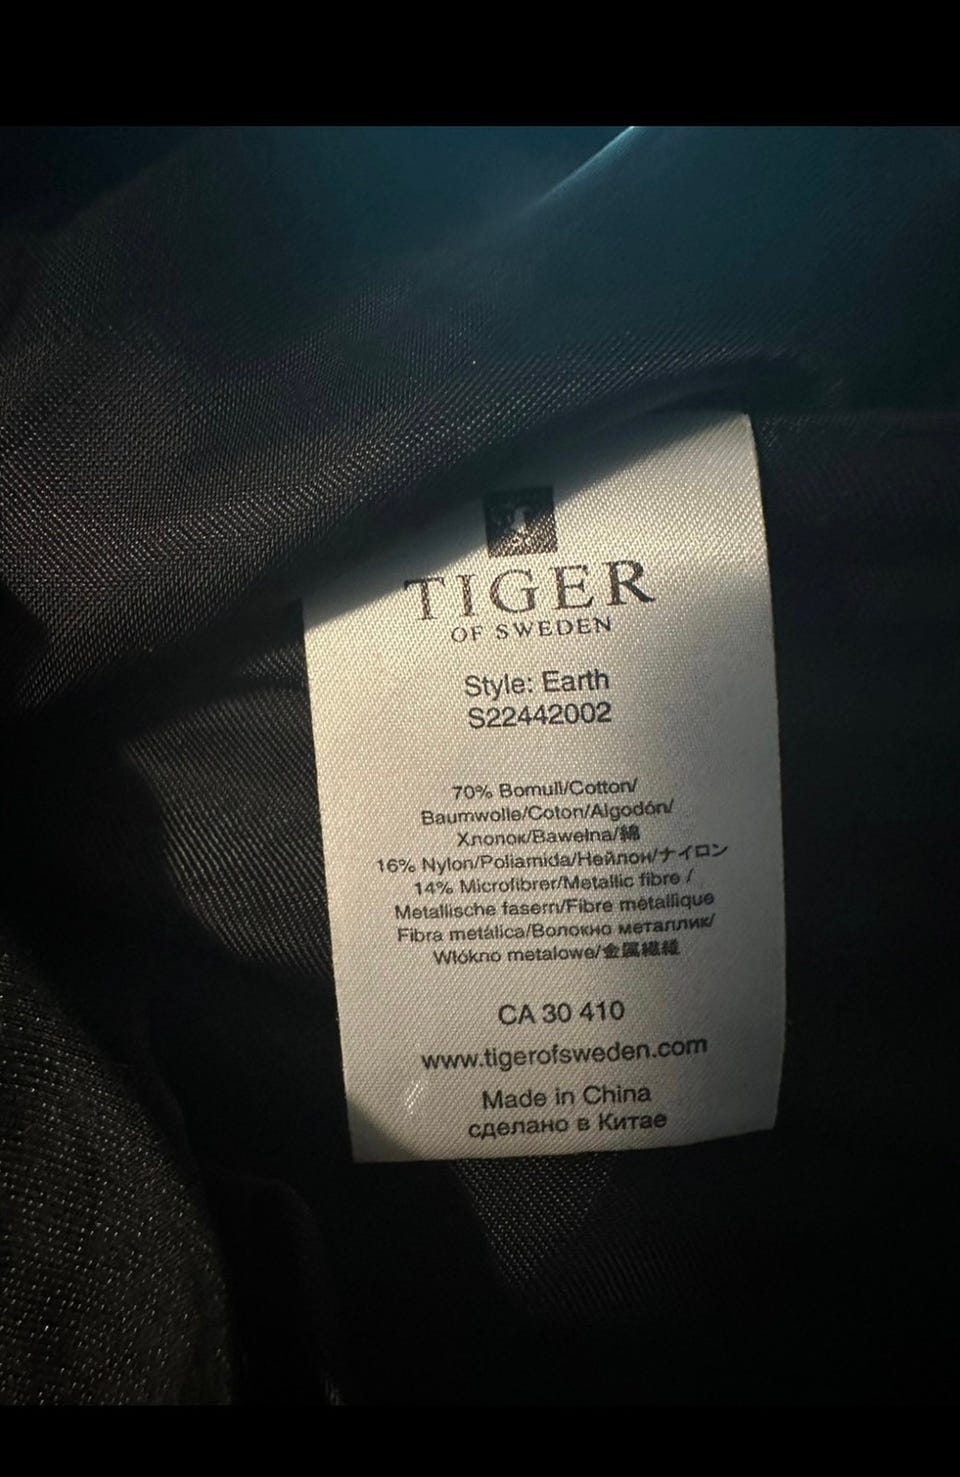 TIGER
OF SWEDEN
Style: Earth
S22442002
70% Bomull/Cotton/
Baumwolle/Coton/Algodón/
Хлопок/Bawełna/綿
16% Nylon/Poliamida/Нейлон/ナイロン
14% Microfibrer/Metallic fibre /
Metallische fasern/Fibre métallique
Fibra metálica/Волокно металлик/
Włókno metalowe/金属繊維
CA 30 410
www.tigerofsweden.com
Made in China
сделано в Китае